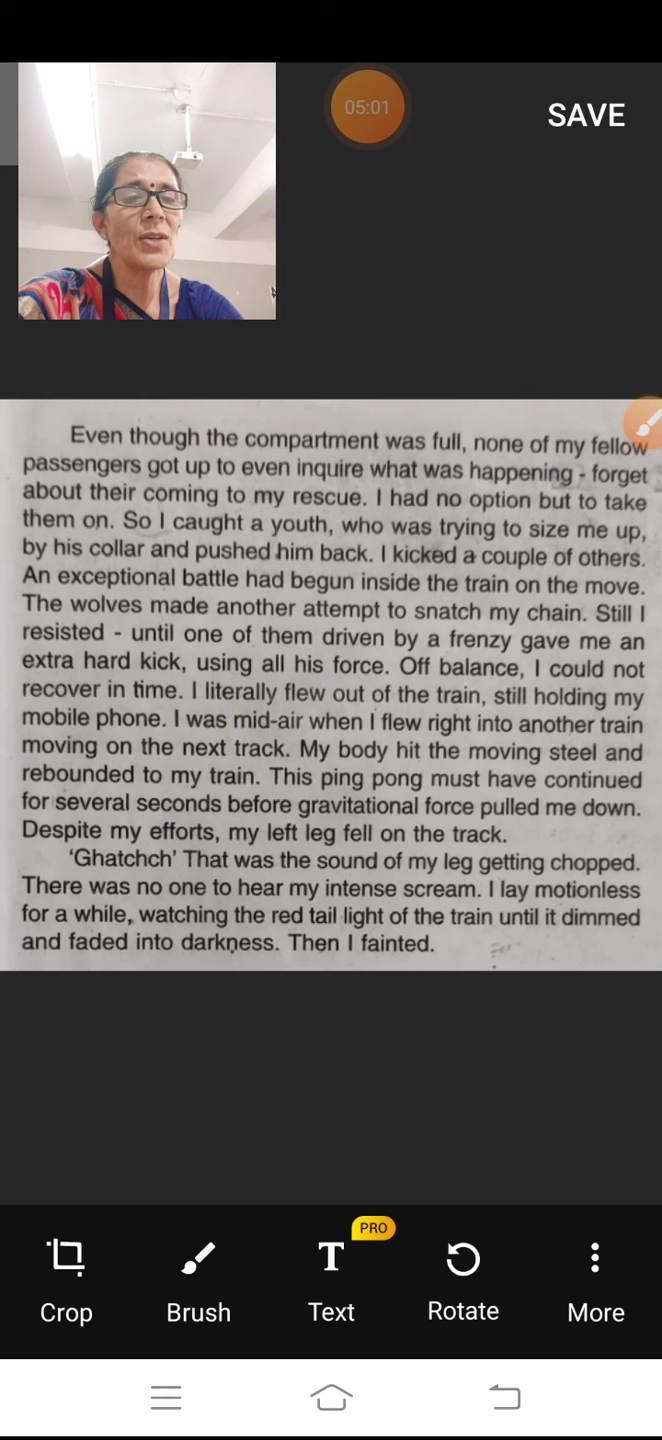 05:01
SAVE
Even though the compartment was full, none of my fellow
passengers got up to even inquire what was happening - forget
about their coming to my rescue. I had no option but to take
them on. So I caught a youth, who was trying to size me up,
by his collar and pushed him back. I kicked a couple of others.
An exceptional battle had begun inside the train on the move.
The wolves made another attempt to snatch my chain. Still I
resisted - until one of them driven by a frenzy gave me an
extra hard kick, using all his force. Off balance, I could not
recover in time. I literally flew out of the train, still holding my
mobile phone. I was mid-air when I flew right into another train
moving on the next track. My body hit the moving steel and
rebounded to my train. This ping pong must have continued
for several seconds before gravitational force pulled me down.
Despite my efforts, my left leg fell on the track.
‘Ghatchch’ That was the sound of my leg getting chopped.
There was no one to hear my intense scream. I lay motionless
for a while, watching the red tail light of the train until it dimmed
and faded into darkness. Then I fainted.
PRO
Crop Brush Text Rotate More